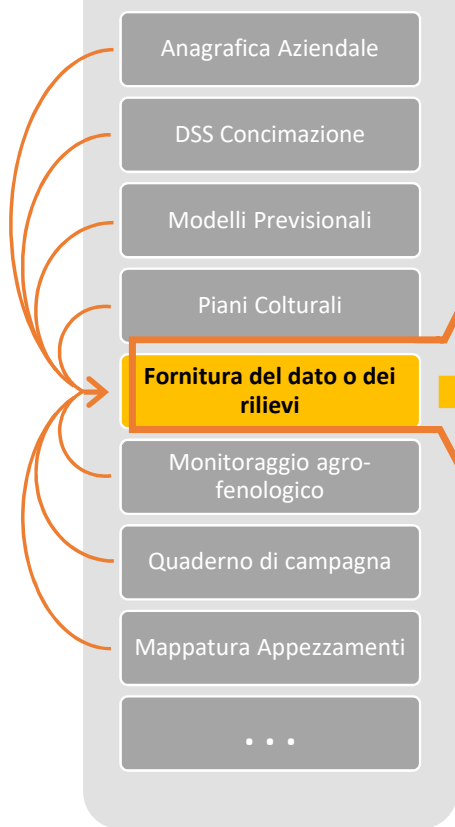 Anagrafica Aziendale
DSS Concimazione
Modelli Previsionali
Piani Colturali
Fornitura del dato o dei
rilievi
Monitoraggio agro-
fenologico
Quaderno di campagna
Mappatura Appezzamenti
. . .